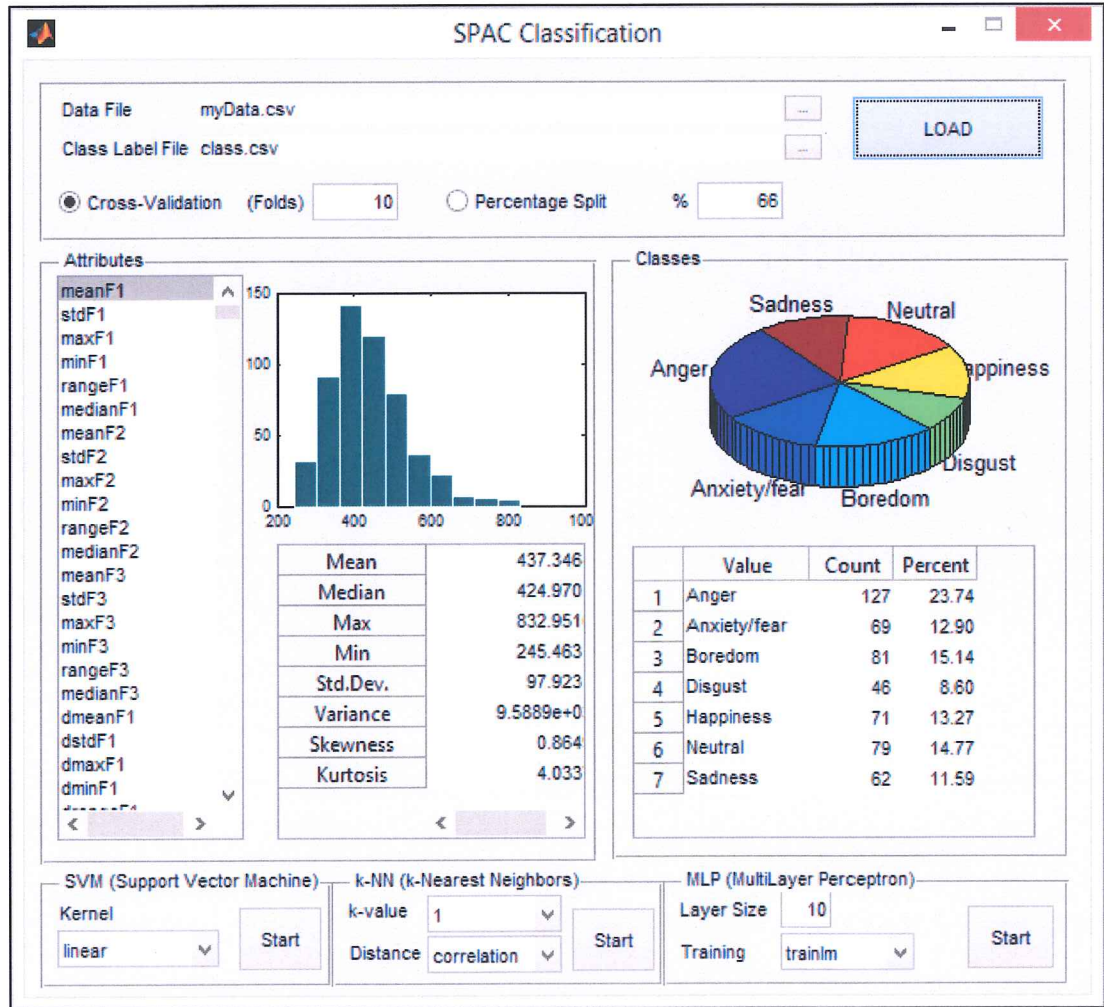 SPAC Classification
Data File myData.csv ...
LOAD
Class Label File class.csv ...
Cross-Validation (Folds) 10 Percentage Split % 66
Attributes
meanF1
stdF1
maxF1
minF1
rangeF1
medianF1
meanF2
stdF2
maxF2
minF2
rangeF2
medianF2
meanF3
stdF3
maxF3
minF3
rangeF3
medianF3
dmeanF1
dstdF1
dmaxF1
dminF1
150
100
50
0
200 400 600 800 100
Mean 437.346
Median 424.970
Max 832.951
Min 245.463
Std.Dev. 97.923
Variance 9.5889e+0
Skewness 0.864
Kurtosis 4.033
Classes
Sadness
Neutral
Anger
appiness
Disgust
Anxiety/fear
Boredom
Value Count Percent
1 Anger 127 23.74
2 Anxiety/fear 69 12.90
3 Boredom 81 15.14
4 Disgust 46 8.60
5 Happiness 71 13.27
6 Neutral 79 14.77
7 Sadness 62 11.59
SVM (Support Vector Machine)
Kernel
linear
Start
k-NN (k-Nearest Neighbors)
k-value 1
Distance correlation
Start
MLP (MultiLayer Perceptron)
Layer Size 10
Training trainlm
Start